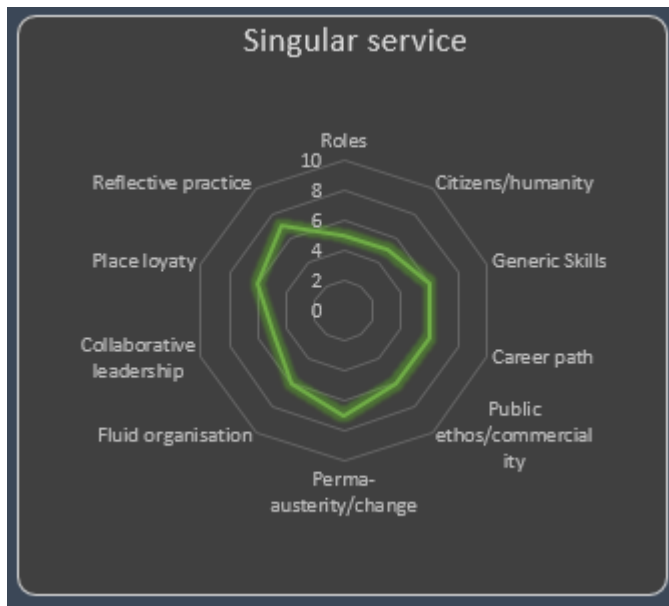 Singular service
Roles
10
8
6
4
2
0
Citizens/humanity
Generic Skills
Career path
Public
ethos/commercial
ity
Perma-
austerity/change
Fluid organisation
Collaborative
leadership
Place loyaty
Reflective practice